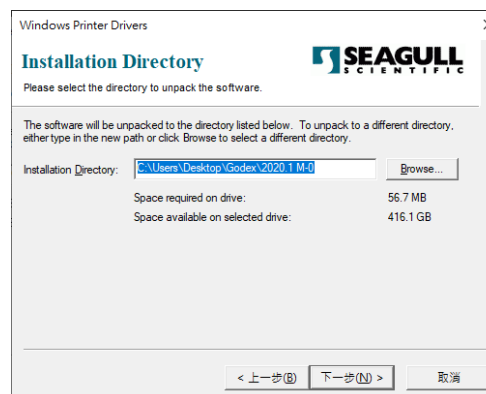 Windows Printer Drivers
Installation Directory
SEAGULL
SCIENTIFIC
Please select the directory to unpack the software.
The software will be unpacked to the directory listed below. To unpack to a different directory,
either type in the new path or click Browse to select a different directory.
Installation Directory: C:\Users\Desktop\Godex\2020.1 M-0 Browse...
Space required on drive: 56.7 MB
Space available on selected drive: 416.1 GB
< 上一步(B) 下一步(N) > 取消